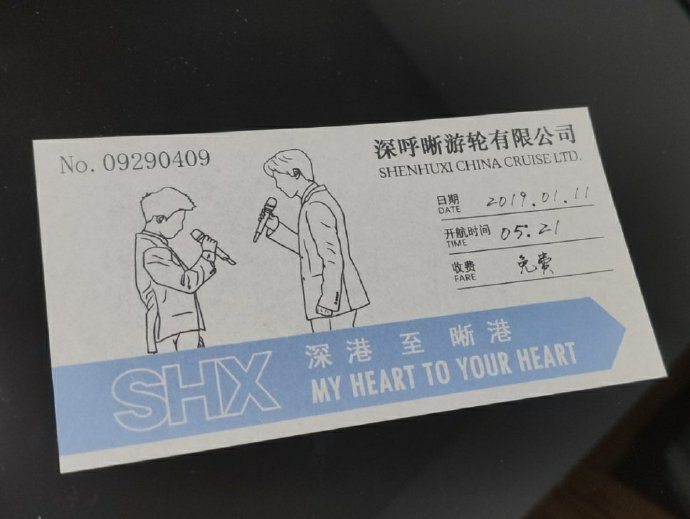 No. 09290409
深呼晰游轮有限公司
SHENHUXI CHINA CRUISE LTD.
日期 2019.01.11
DATE
开航时间 05:21
TIME
收费 免费
FARE
SHX
深港至晰港
MY HEART TO YOUR HEART